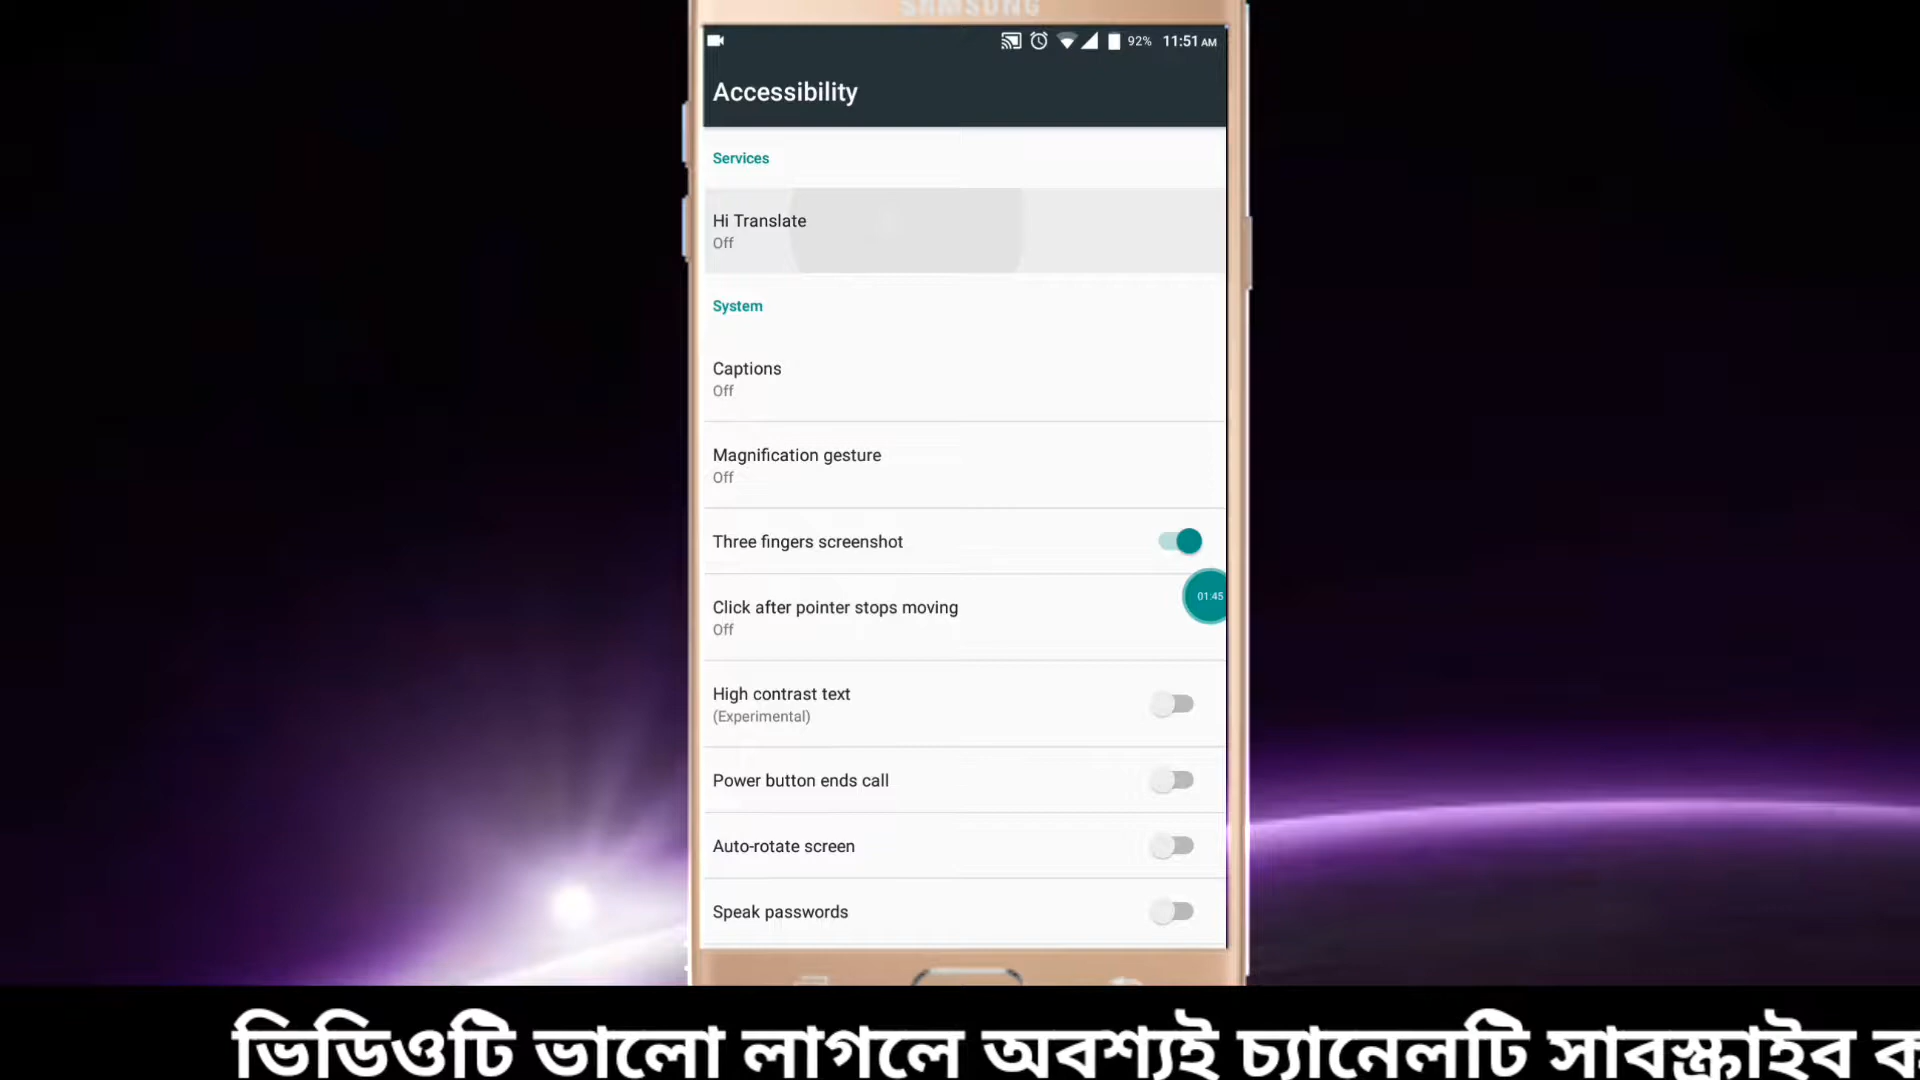 SAMSUNG
92% 11:51 AM
Accessibility
Services
Hi Translate
Off
System
Captions
Off
Magnification gesture
Off
Three fingers screenshot
Click after pointer stops moving
Off
01:45
High contrast text
(Experimental)
Power button ends call
Auto-rotate screen
Speak passwords
ভিডিওটি ভালো লাগলে অবশ্যই চ্যানেলটি সাবস্ক্রাইব